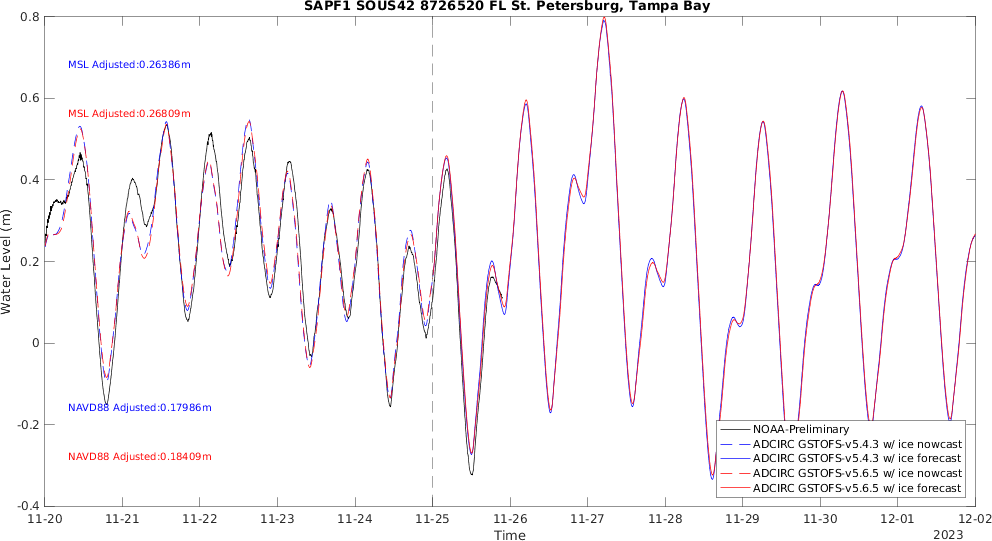 SAPF1 SOUS42 8726520 FL St. Petersburg, Tampa Bay
0.8
0.6
0.4
0.2
0
-0.2
-0.4
Water Level (m)
MSL Adjusted:0.26386m
MSL Adjusted:0.26809m
NAVD88 Adjusted:0.17986m
NAVD88 Adjusted:0.18409m
NOAA-Preliminary
ADCIRC GSTOFS-v5.4.3 w/ ice nowcast
ADCIRC GSTOFS-v5.4.3 w/ ice forecast
ADCIRC GSTOFS-v5.6.5 w/ ice nowcast
ADCIRC GSTOFS-v5.6.5 w/ ice forecast
11-20 11-21 11-22 11-23 11-24 11-25 11-26 11-27 11-28 11-29 11-30 12-01 12-02
Time
2023